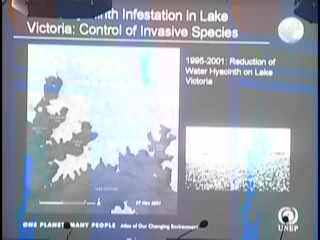 inth Infestation in Lake
Victoria: Control of Invasive Species
1995-2001: Reduction of
Water Hyacinth on Lake
Victoria
ONE PLANET MANY PEOPLE Atlas of Our Changing Environment
UNEP